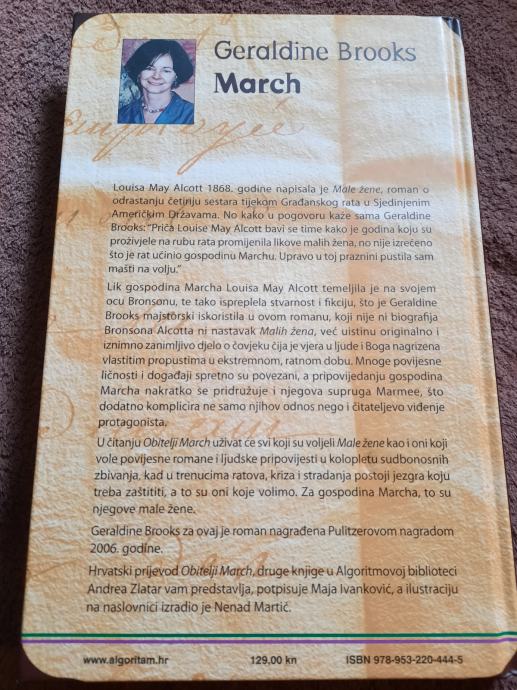 Geraldine Brooks
March
Louisa May Alcott 1868. godine napisala je Male žene, roman o
odrastanju četiriju sestara tijekom Građanskog rata u Sjedinjenim
Američkim Državama. No kako u pogovoru kaže sama Geraldine
Brooks: "Priča Louise May Alcott bavi se time kako je godina koju su
proživjele na rubu rata promijenila likove malih žena, no nije izrečeno
što je rat učinio gospodinu Marchu. Upravo u toj praznini pustila sam
mašti na volju."
Lik gospodina Marcha Louisa May Alcott temeljila je na svojem
ocu Bronsonu, te tako ispreplela stvarnost i fikciju, što je Geraldine
Brooks majstorski iskoristila u ovom romanu, koji nije ni biografija
Bronsona Alcotta ni nastavak Malih žena, već uistinu originalno i
iznimno zanimljivo djelo o čovjeku čija je vjera u ljude i Boga nagrizena
vlastitim propustima u ekstremnom, ratnom dobu. Mnoge povijesne
ličnosti i događaji spretno su povezani, a pripovijedanju gospodina
Marcha nakratko se pridružuje i njegova supruga Marmee, što
dodatno komplicira ne samo njihov odnos nego i čitateljevo viđenje
protagonista.
U čitanju Obitelji March uživat će svi koji su voljeli Male žene kao i oni koji
vole povijesne romane i ljudske pripovijesti u kolopletu sudbonosnih
zbivanja, kad u trenucima ratova, kriza i stradanja postoji jezgra koju
treba zaštititi, a to su oni koje volimo. Za gospodina Marcha, to su
njegove male žene.
Geraldine Brooks za ovaj je roman nagrađena Pulitzerovom nagradom
2006. godine.
Hrvatski prijevod Obitelji March, druge knjige u Algoritmovoj biblioteci
Andrea Zlatar vam predstavlja, potpisuje Maja Ivanković, a ilustraciju
na naslovnici izradio je Nenad Martić.
www.algoritam.hr 129,00 kn ISBN 978-953-220-444-5